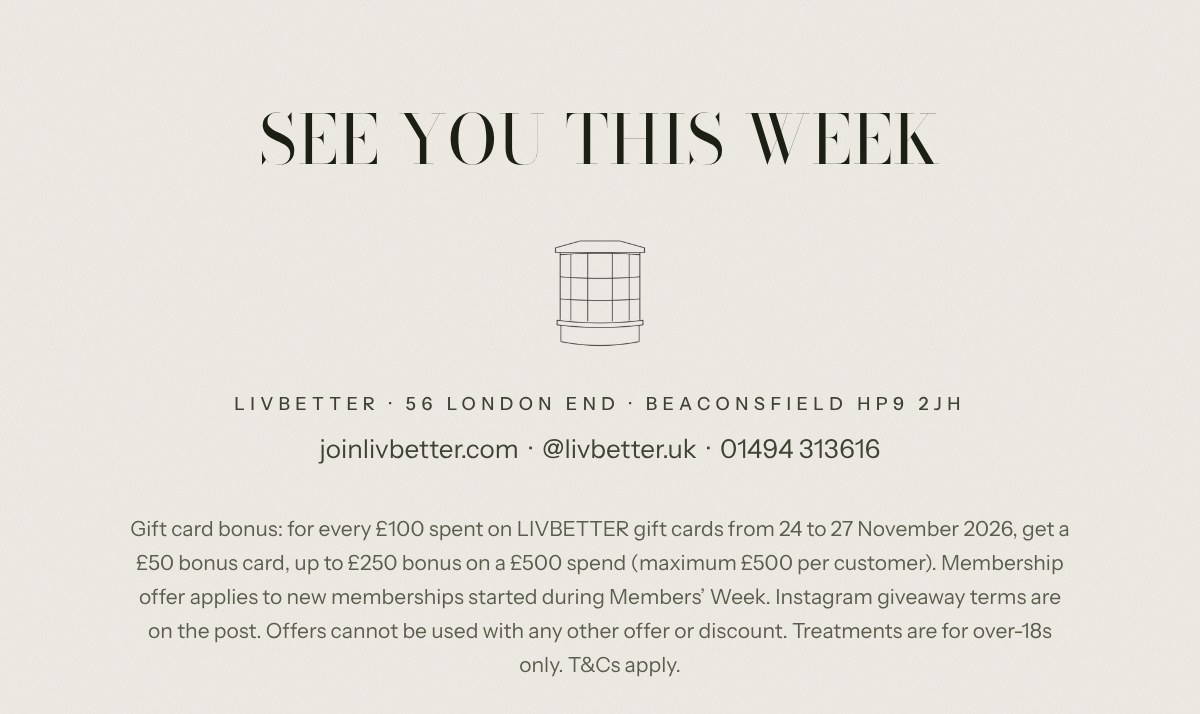 SEE YOU THIS WEEK
LIVBETTER · 56 LONDON END · BEACONSFIELD HP9 2JH
joinlivbetter.com · @livbetter.uk · 01494 313616
Gift card bonus: for every £100 spent on LIVBETTER gift cards from 24 to 27 November 2026, get a
£50 bonus card, up to £250 bonus on a £500 spend (maximum £500 per customer). Membership
offer applies to new memberships started during Members’ Week. Instagram giveaway terms are
on the post. Offers cannot be used with any other offer or discount. Treatments are for over-18s
only. T&Cs apply.